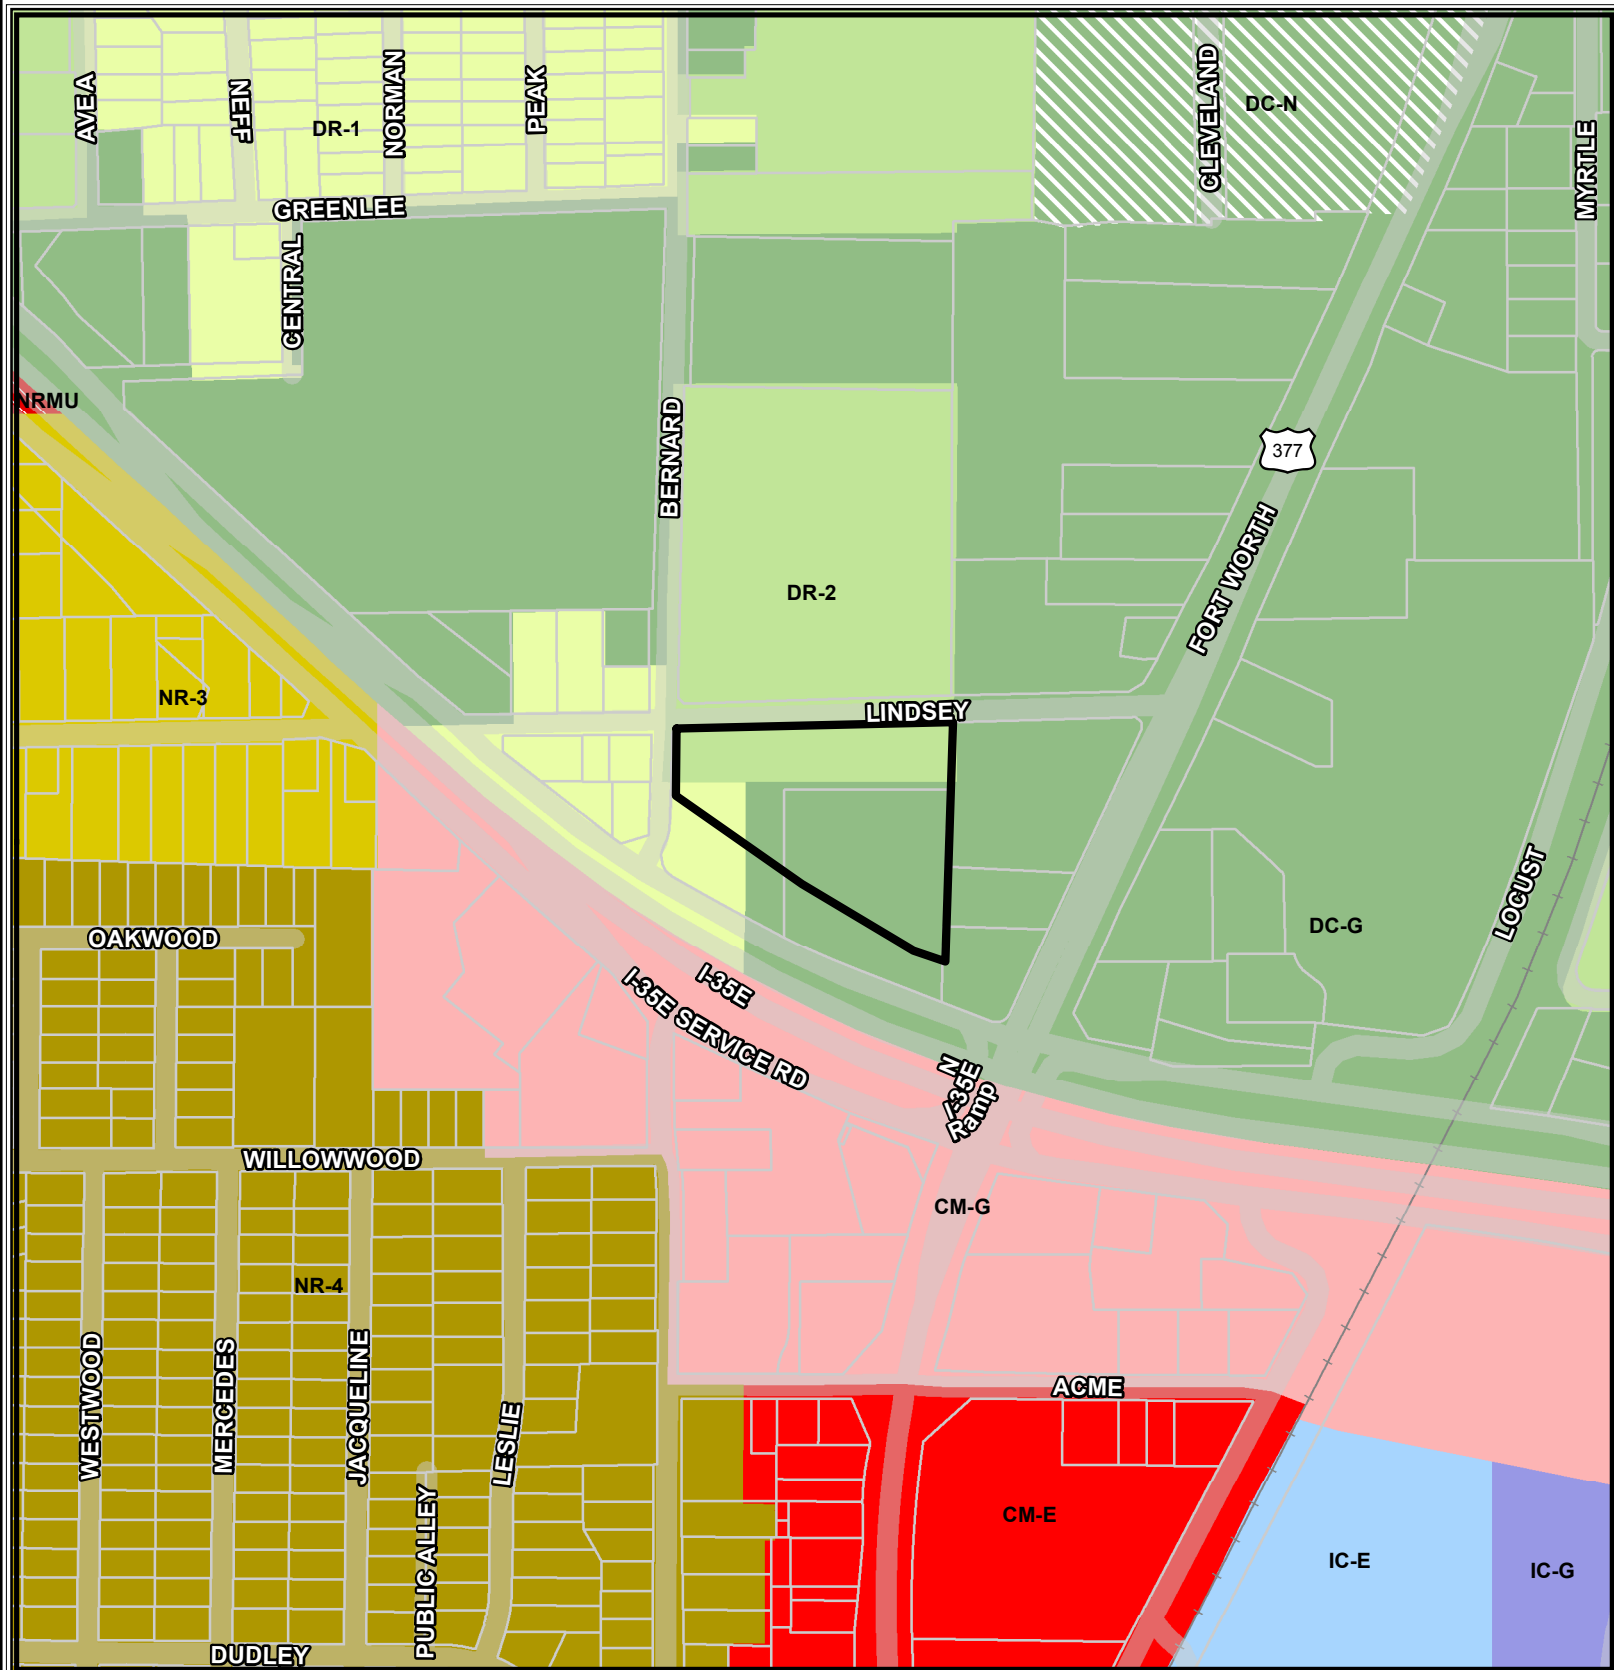 AVE A
NEFF
NORMAN
PEAK
CLEVELAND
DC-N
MYRTLE
DR-1
GREENLEE
CENTRAL
NRMU
BERNARD
377
FORT WORTH
DR-2
NR-3
LINDSEY
LOCUST
DC-G
OAKWOOD
I-35E
I-35E SERVICE RD
N
I-35E
Ramp
WILLOWWOOD
CM-G
NR-4
WESTWOOD
MERCEDES
JACQUELINE
LESLIE
ACME
PUBLIC ALLEY
CM-E
IC-E
IC-G
DUDLEY